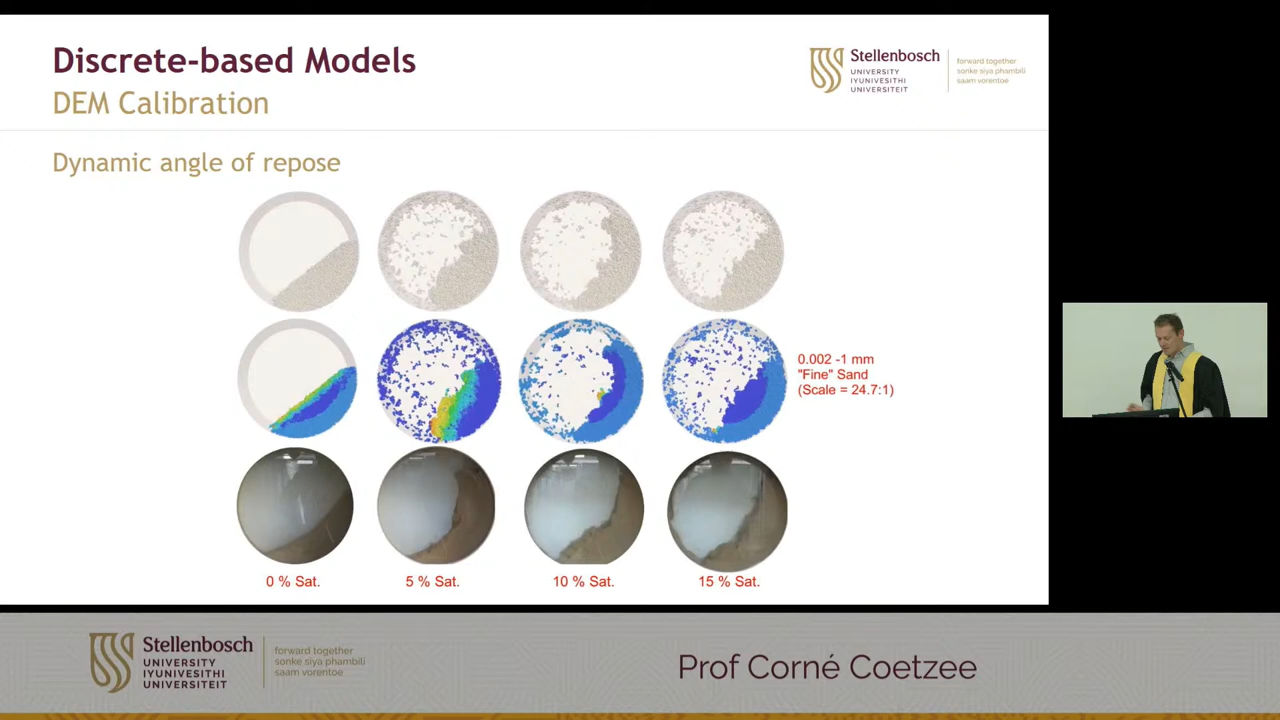 Discrete-based Models
DEM Calibration
Stellenbosch
UNIVERSITY
IYUNIVESITHI
UNIVERSITEIT
forward together
sonke siya phambili
saam vorentoe
Dynamic angle of repose
0.002 -1 mm
"Fine" Sand
(Scale = 24.7:1)
0 % Sat.
5 % Sat.
10 % Sat.
15 % Sat.
Stellenbosch
UNIVERSITY
IYUNIVESITHI
UNIVERSITEIT
forward together
sonke siya phambili
saam vorentoe
Prof Corné Coetzee